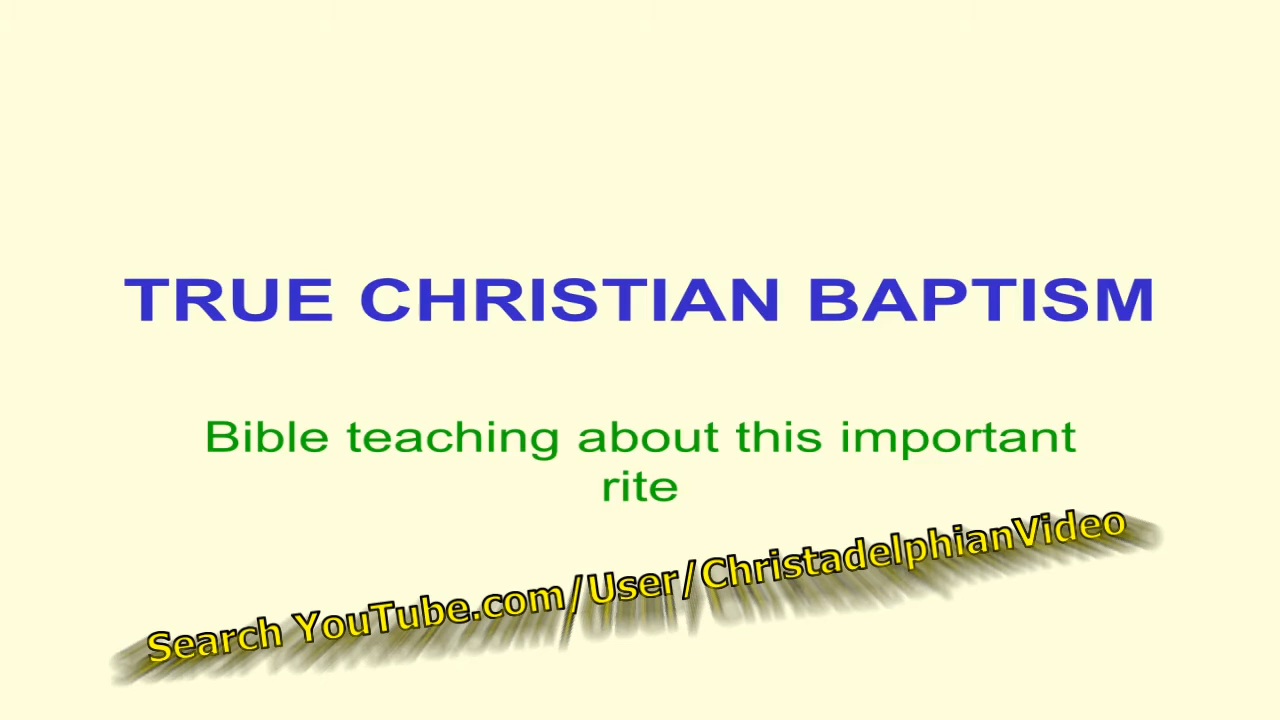 TRUE CHRISTIAN BAPTISM
Bible teaching about this important
rite
Search YouTube.com/User/ChristadelphianVideo